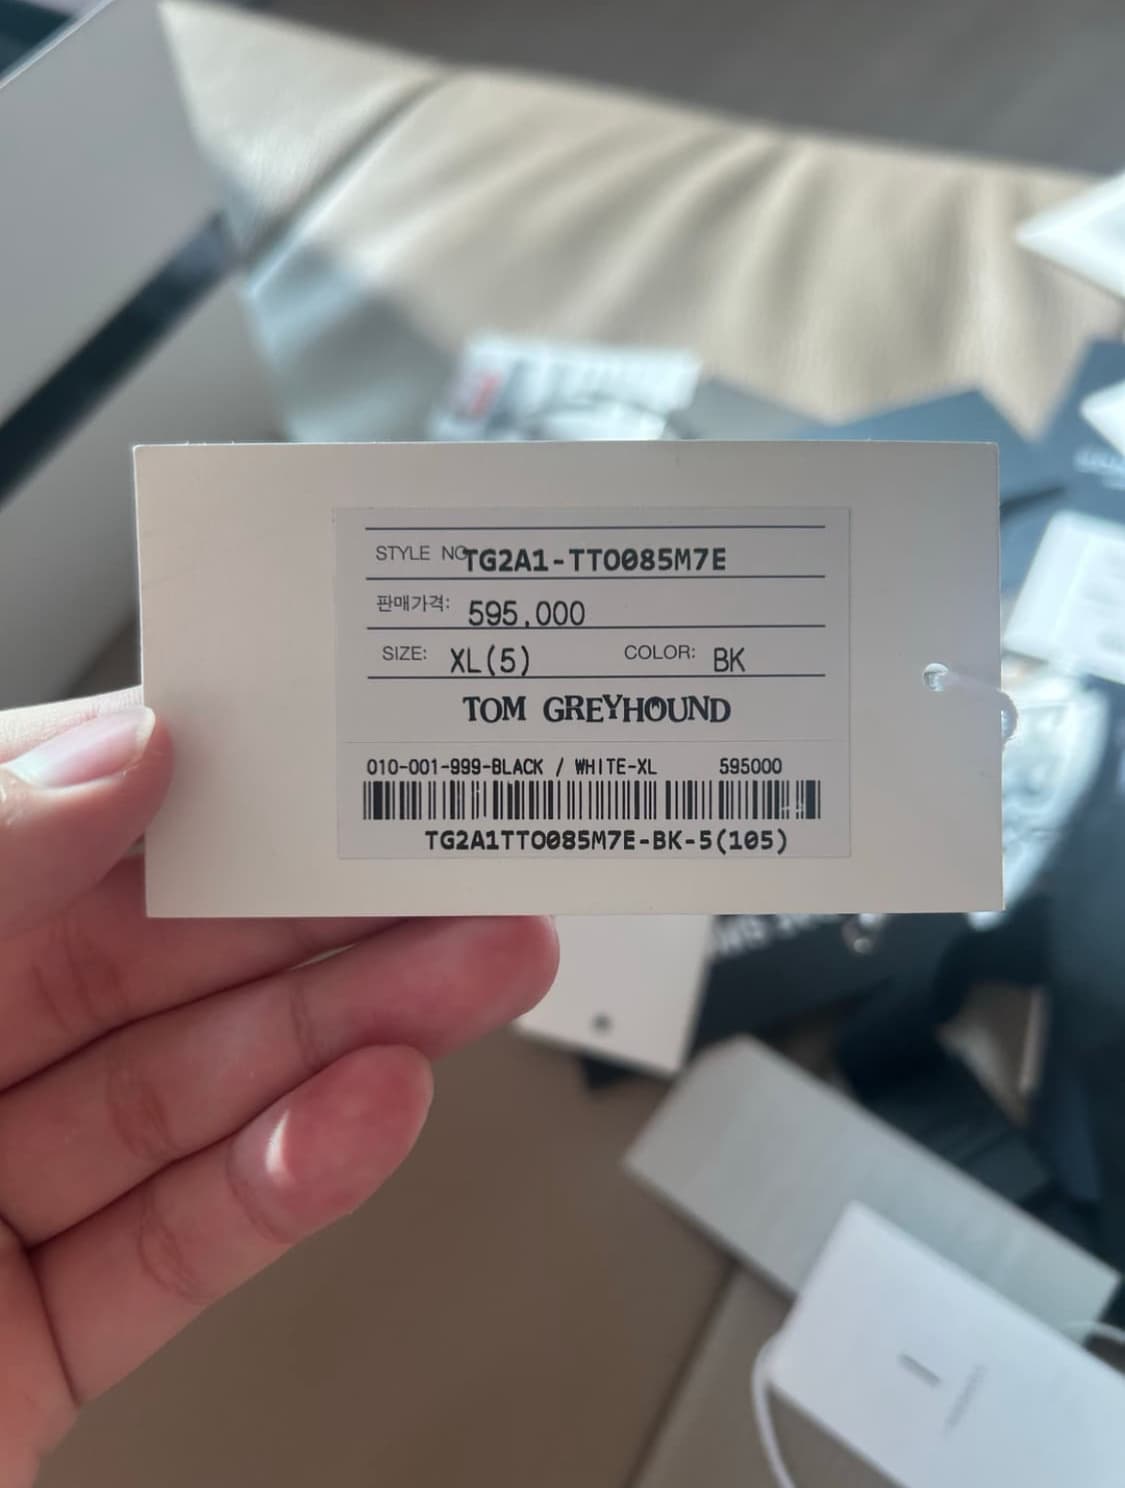 STYLE NO TG2A1-TTO085M7E
판매가격: 595,000
SIZE: XL(5) COLOR: BK
TOM GREYHOUND
010-001-999-BLACK / WHITE-XL 595000
TG2A1TTO085M7E-BK-5(105)